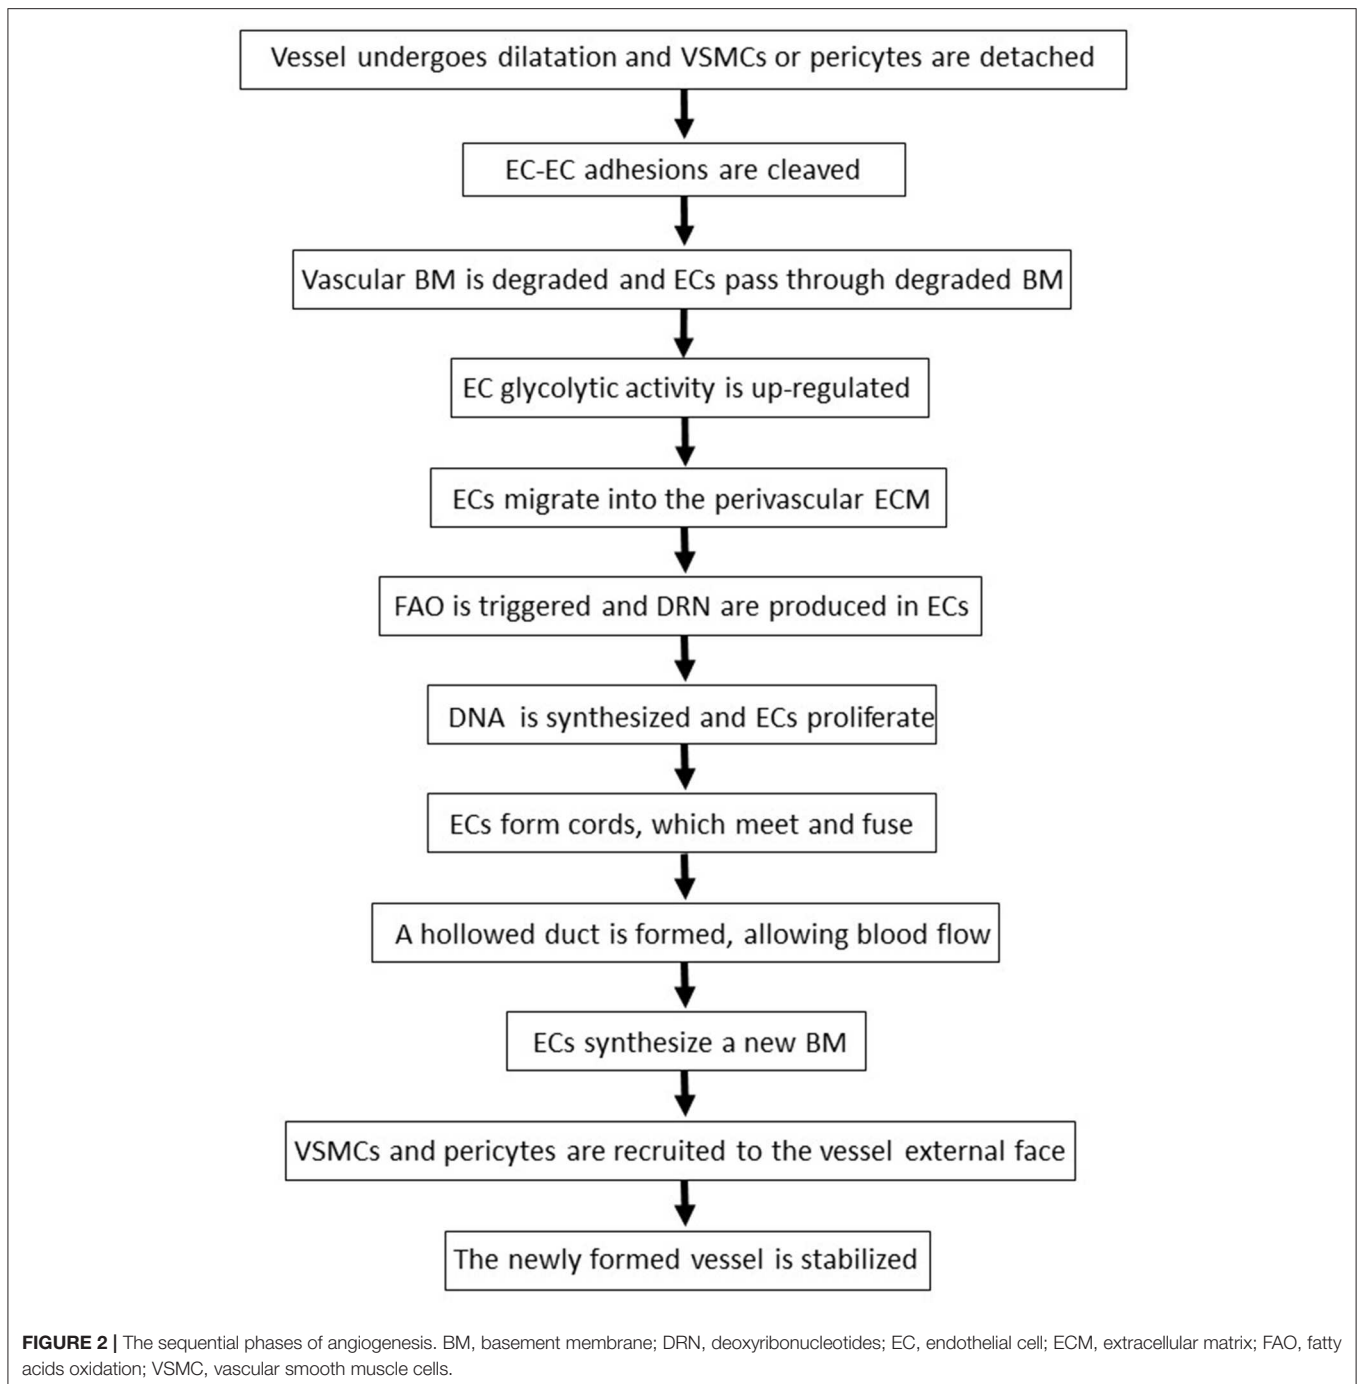 Vessel undergoes dilatation and VSMCs or pericytes are detached
EC-EC adhesions are cleaved
Vascular BM is degraded and ECs pass through degraded BM
EC glycolytic activity is up-regulated
ECs migrate into the perivascular ECM
FAO is triggered and DRN are produced in ECs
DNA is synthesized and ECs proliferate
ECs form cords, which meet and fuse
A hollowed duct is formed, allowing blood flow
ECs synthesize a new BM
VSMCs and pericytes are recruited to the vessel external face
The newly formed vessel is stabilized
FIGURE 2 | The sequential phases of angiogenesis. BM, basement membrane; DRN, deoxyribonucleotides; EC, endothelial cell; ECM, extracellular matrix; FAO, fatty
acids oxidation; VSMC, vascular smooth muscle cells.